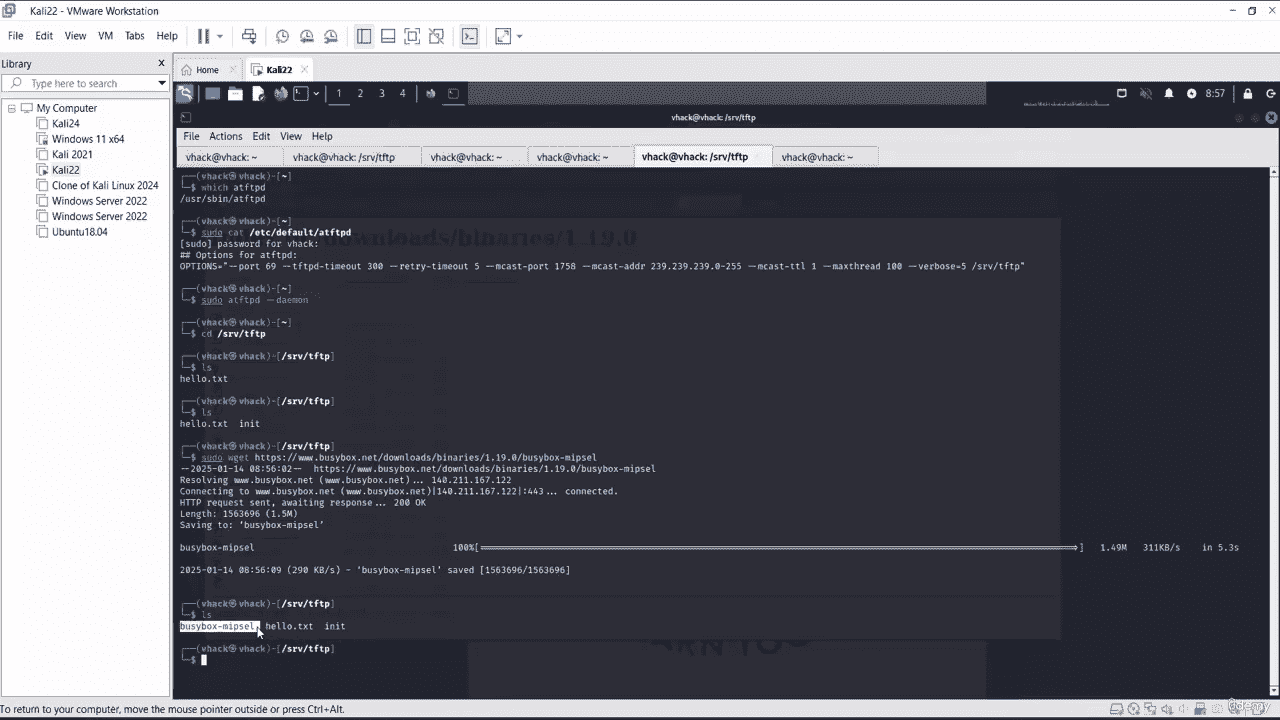 Kali22 - VMware Workstation
File Edit View VM Tabs Help
Library x
Type here to search
My Computer
Kali24
Windows 11 x64
Kali 2021
Kali22
Clone of Kali Linux 2024
Windows Server 2022
Windows Server 2022
Ubuntu18.04
Home Kali22
1 2 3 4 8:57
vhack@vhack: /srv/tftp
File Actions Edit View Help
vhack@vhack: ~ vhack@vhack: /srv/tftp vhack@vhack: ~ vhack@vhack: ~ vhack@vhack: /srv/tftp vhack@vhack: ~
┌──(vhack㉿vhack)-[~]
└─$ which atftpd
/usr/sbin/atftpd
┌──(vhack㉿vhack)-[~]
└─$ sudo cat /etc/default/atftpd
[sudo] password for vhack:
## Options for atftpd:
OPTIONS="--port 69 --tftpd-timeout 300 --retry-timeout 5 --mcast-port 1758 --mcast-addr 239.239.239.0-255 --mcast-ttl 1 --maxthread 100 --verbose=5 /srv/tftp"
┌──(vhack㉿vhack)-[~]
└─$ sudo atftpd --daemon
┌──(vhack㉿vhack)-[~]
└─$ cd /srv/tftp
┌──(vhack㉿vhack)-[/srv/tftp]
└─$ ls
hello.txt
┌──(vhack㉿vhack)-[/srv/tftp]
└─$ ls
hello.txt init
┌──(vhack㉿vhack)-[/srv/tftp]
└─$ sudo wget https://www.busybox.net/downloads/binaries/1.19.0/busybox-mipsel
--2025-01-14 08:56:02-- https://www.busybox.net/downloads/binaries/1.19.0/busybox-mipsel
Resolving www.busybox.net (www.busybox.net)... 140.211.167.122
Connecting to www.busybox.net (www.busybox.net)|140.211.167.122|:443... connected.
HTTP request sent, awaiting response... 200 OK
Length: 1563696 (1.5M)
Saving to: ‘busybox-mipsel’
busybox-mipsel 100%[===================>] 1.49M 311KB/s in 5.3s
2025-01-14 08:56:09 (290 KB/s) - ‘busybox-mipsel’ saved [1563696/1563696]
┌──(vhack㉿vhack)-[/srv/tftp]
└─$ ls
busybox-mipsel hello.txt init
┌──(vhack㉿vhack)-[/srv/tftp]
└─$
To return to your computer, move the mouse pointer outside or press Ctrl+Alt.